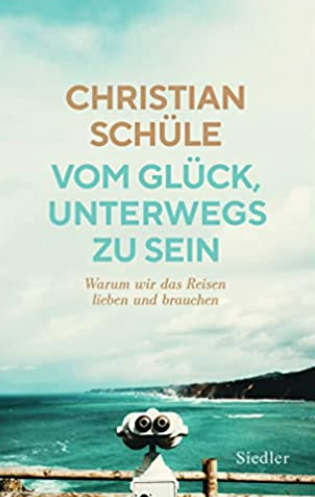 CHRISTIAN
SCHÜLE
VOM GLÜCK,
UNTERWEGS
ZU SEIN
Warum wir das Reisen
lieben und brauchen
Siedler